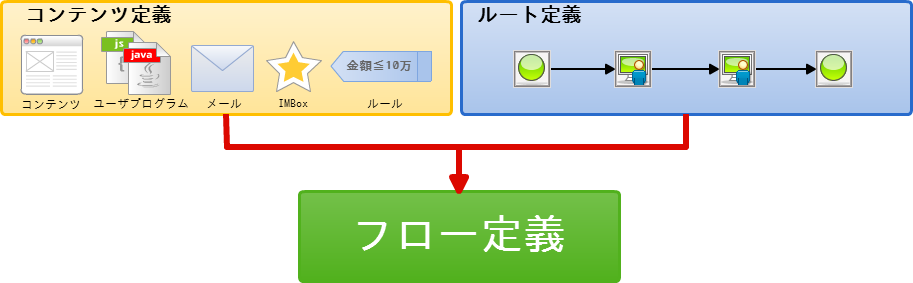 コンテンツ定義
ルート定義
js
java
金額≦10万
コンテンツ
ユーザプログラム
メール
IMBox
ルール
フロー定義